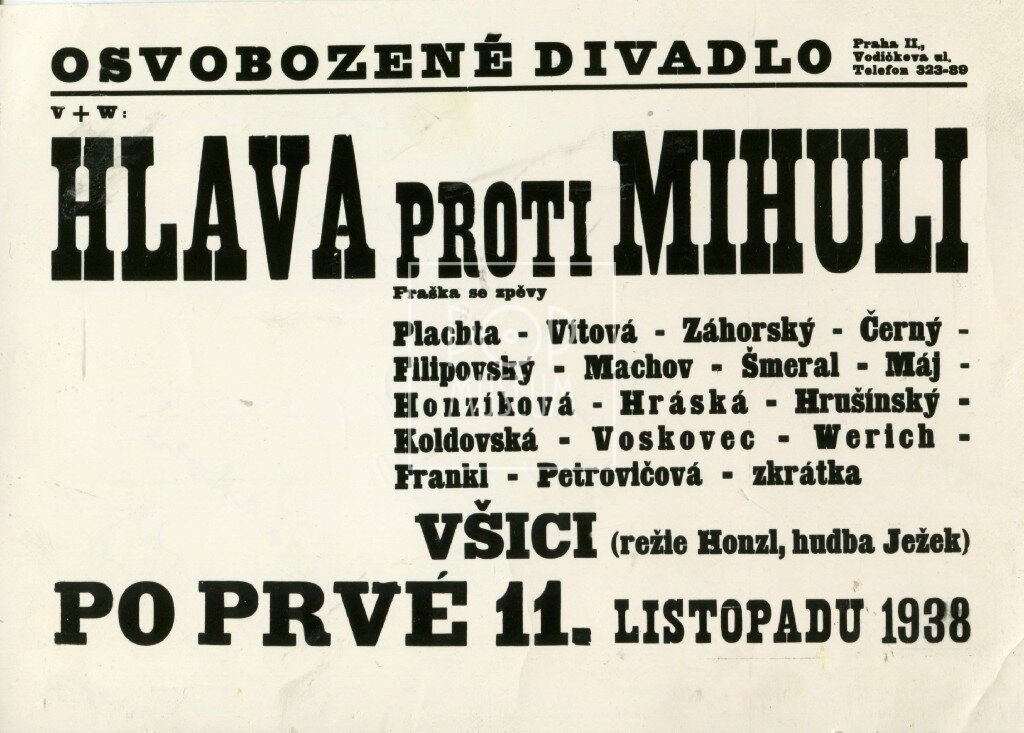 OSVOBOZENÉ DIVADLO
Praha II.,
Vodičkova ul.
Telefon 323-89
V + W:
HLAVA PROTI MIHULI
Fraška se zpěvy
Plachta - Vítová - Záhorský - Černý -
Filipovský - Machov - Šmeral - Máj -
Honzíková - Hráská - Hrušínský -
Koldovská - Voskovec - Werich -
Franki - Petrovičová - zkrátka
VŠICI (režie Honzl, hudba Ježek)
PO PRVÉ 11. LISTOPADU 1938
POP
MUSEUM